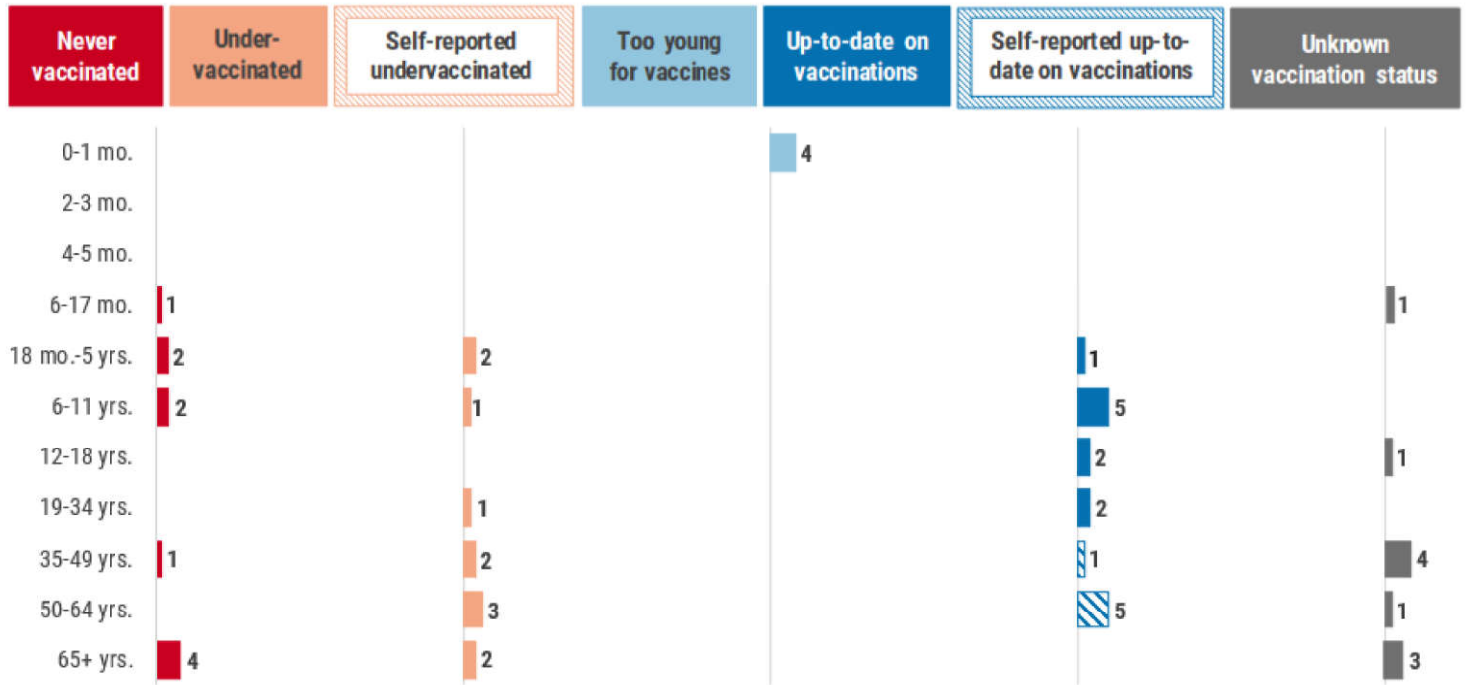 Never
vaccinated
Under-
vaccinated
Self-reported
undervaccinated
Too young
for vaccines
Up-to-date on
vaccinations
Self-reported up-to-
date on vaccinations
Unknown
vaccination status
0-1 mo. 4
2-3 mo.
4-5 mo.
6-17 mo. 1 1
18 mo.-5 yrs. 2 2 1
6-11 yrs. 2 1 5
12-18 yrs. 2 1
19-34 yrs. 1 2
35-49 yrs. 1 2 1 4
50-64 yrs. 3 5 1
65+ yrs. 4 2 3